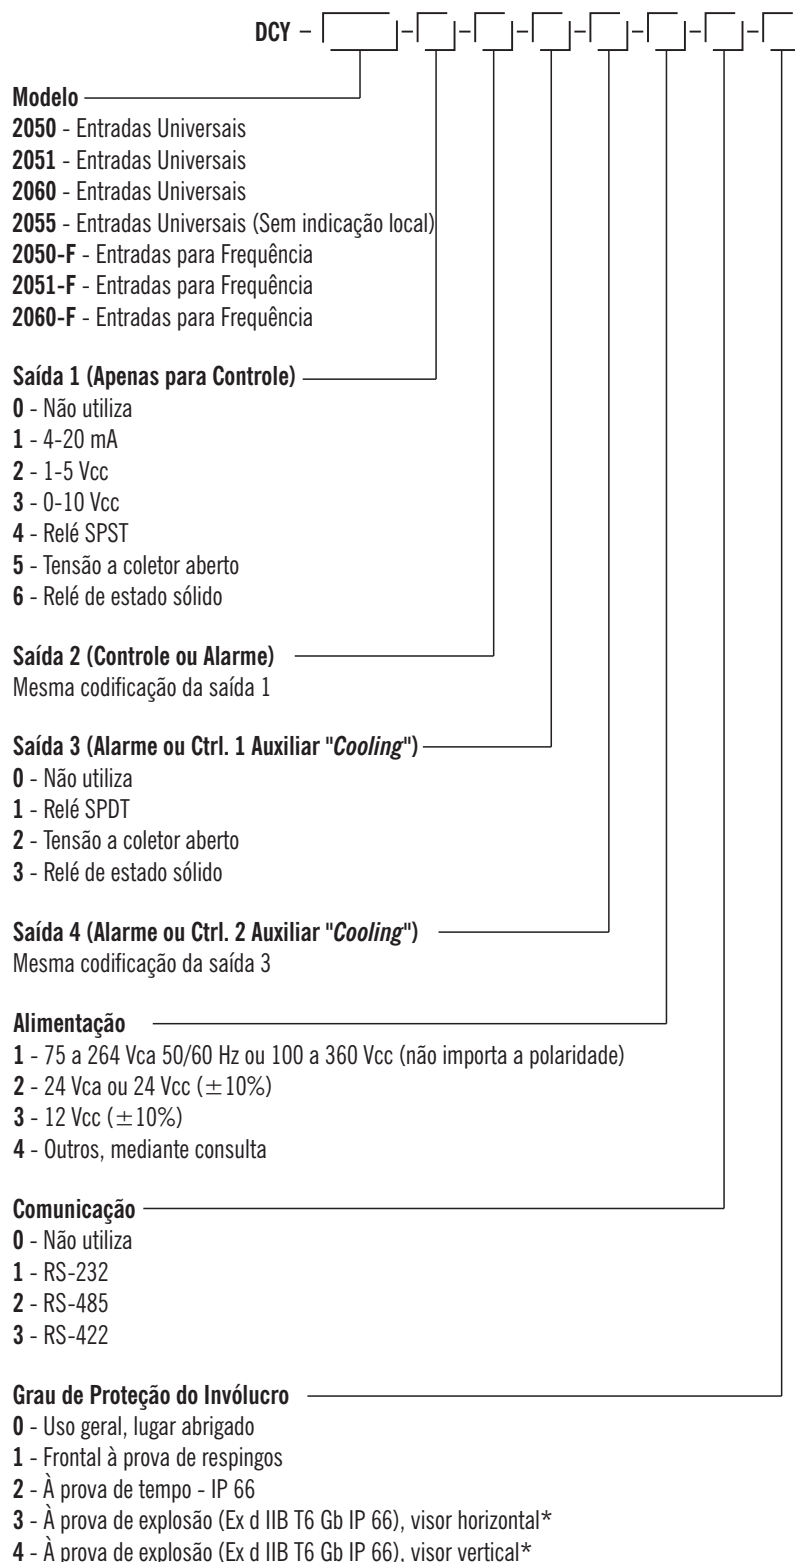 DCY - - - - - - - -
Modelo
2050 - Entradas Universais
2051 - Entradas Universais
2060 - Entradas Universais
2055 - Entradas Universais (Sem indicação local)
2050-F - Entradas para Frequência
2051-F - Entradas para Frequência
2060-F - Entradas para Frequência
Saída 1 (Apenas para Controle)
0 - Não utiliza
1 - 4-20 mA
2 - 1-5 Vcc
3 - 0-10 Vcc
4 - Relé SPST
5 - Tensão a coletor aberto
6 - Relé de estado sólido
Saída 2 (Controle ou Alarme)
Mesma codificação da saída 1
Saída 3 (Alarme ou Ctrl. 1 Auxiliar "Cooling")
0 - Não utiliza
1 - Relé SPDT
2 - Tensão a coletor aberto
3 - Relé de estado sólido
Saída 4 (Alarme ou Ctrl. 2 Auxiliar "Cooling")
Mesma codificação da saída 3
Alimentação
1 - 75 a 264 Vca 50/60 Hz ou 100 a 360 Vcc (não importa a polaridade)
2 - 24 Vca ou 24 Vcc (±10%)
3 - 12 Vcc (±10%)
4 - Outros, mediante consulta
Comunicação
0 - Não utiliza
1 - RS-232
2 - RS-485
3 - RS-422
Grau de Proteção do Invólucro
0 - Uso geral, lugar abrigado
1 - Frontal à prova de respingos
2 - À prova de tempo - IP 66
3 - À prova de explosão (Ex d IIB T6 Gb IP 66), visor horizontal*
4 - À prova de explosão (Ex d IIB T6 Gb IP 66), visor vertical*